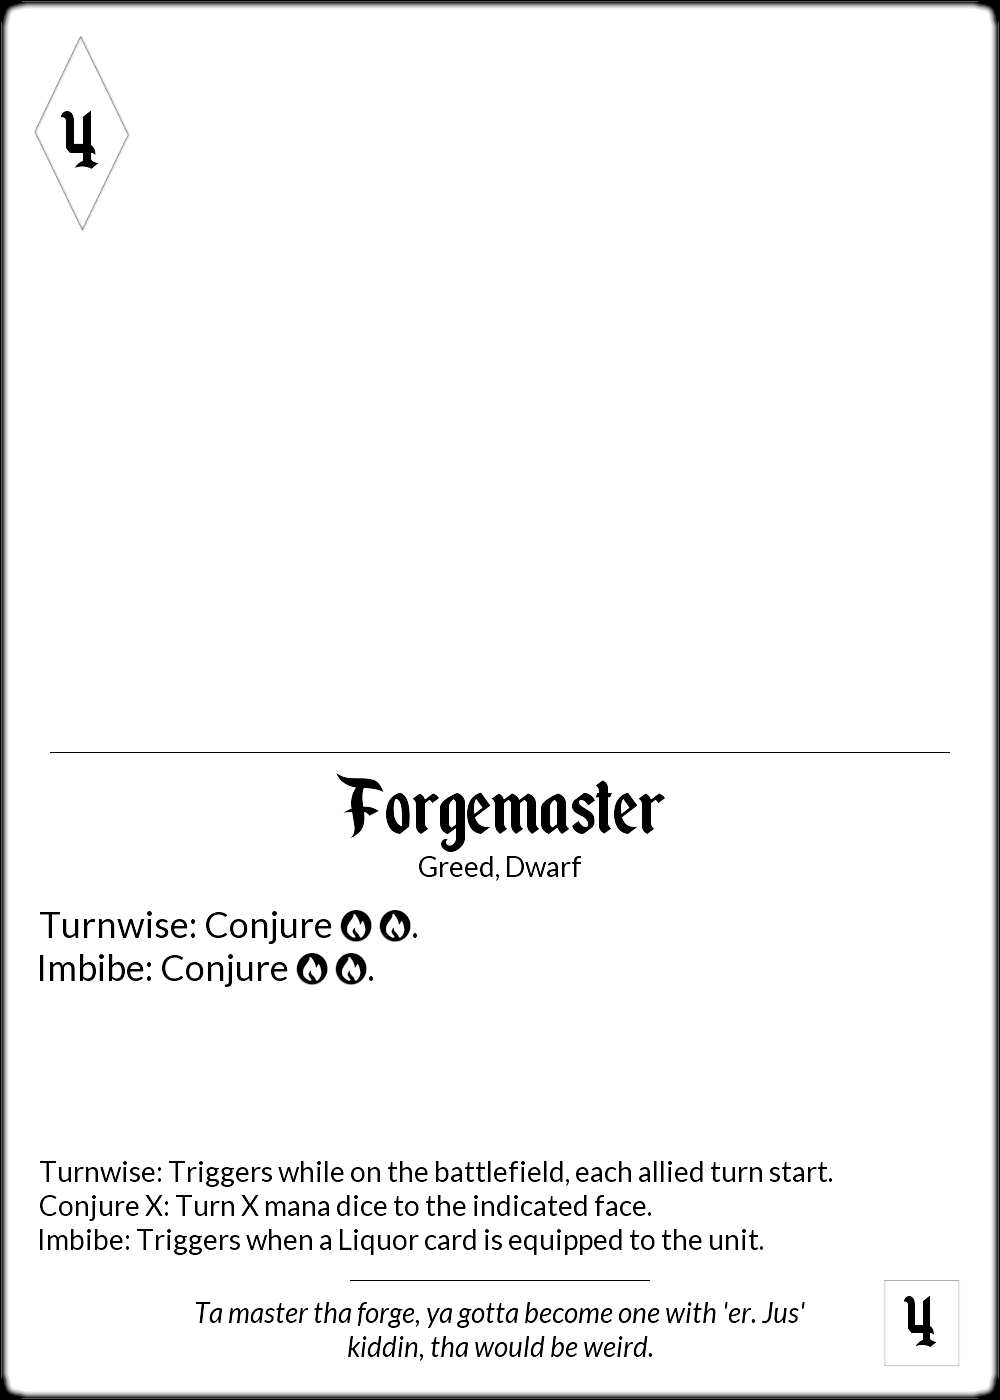 4
Forgemaster
Greed, Dwarf
Turnwise: Conjure .
Imbibe: Conjure .
Turnwise: Triggers while on the battlefield, each allied turn start.
Conjure X: Turn X mana dice to the indicated face.
Imbibe: Triggers when a Liquor card is equipped to the unit.
Ta master tha forge, ya gotta become one with 'er. Jus'
kiddin, tha would be weird.
4